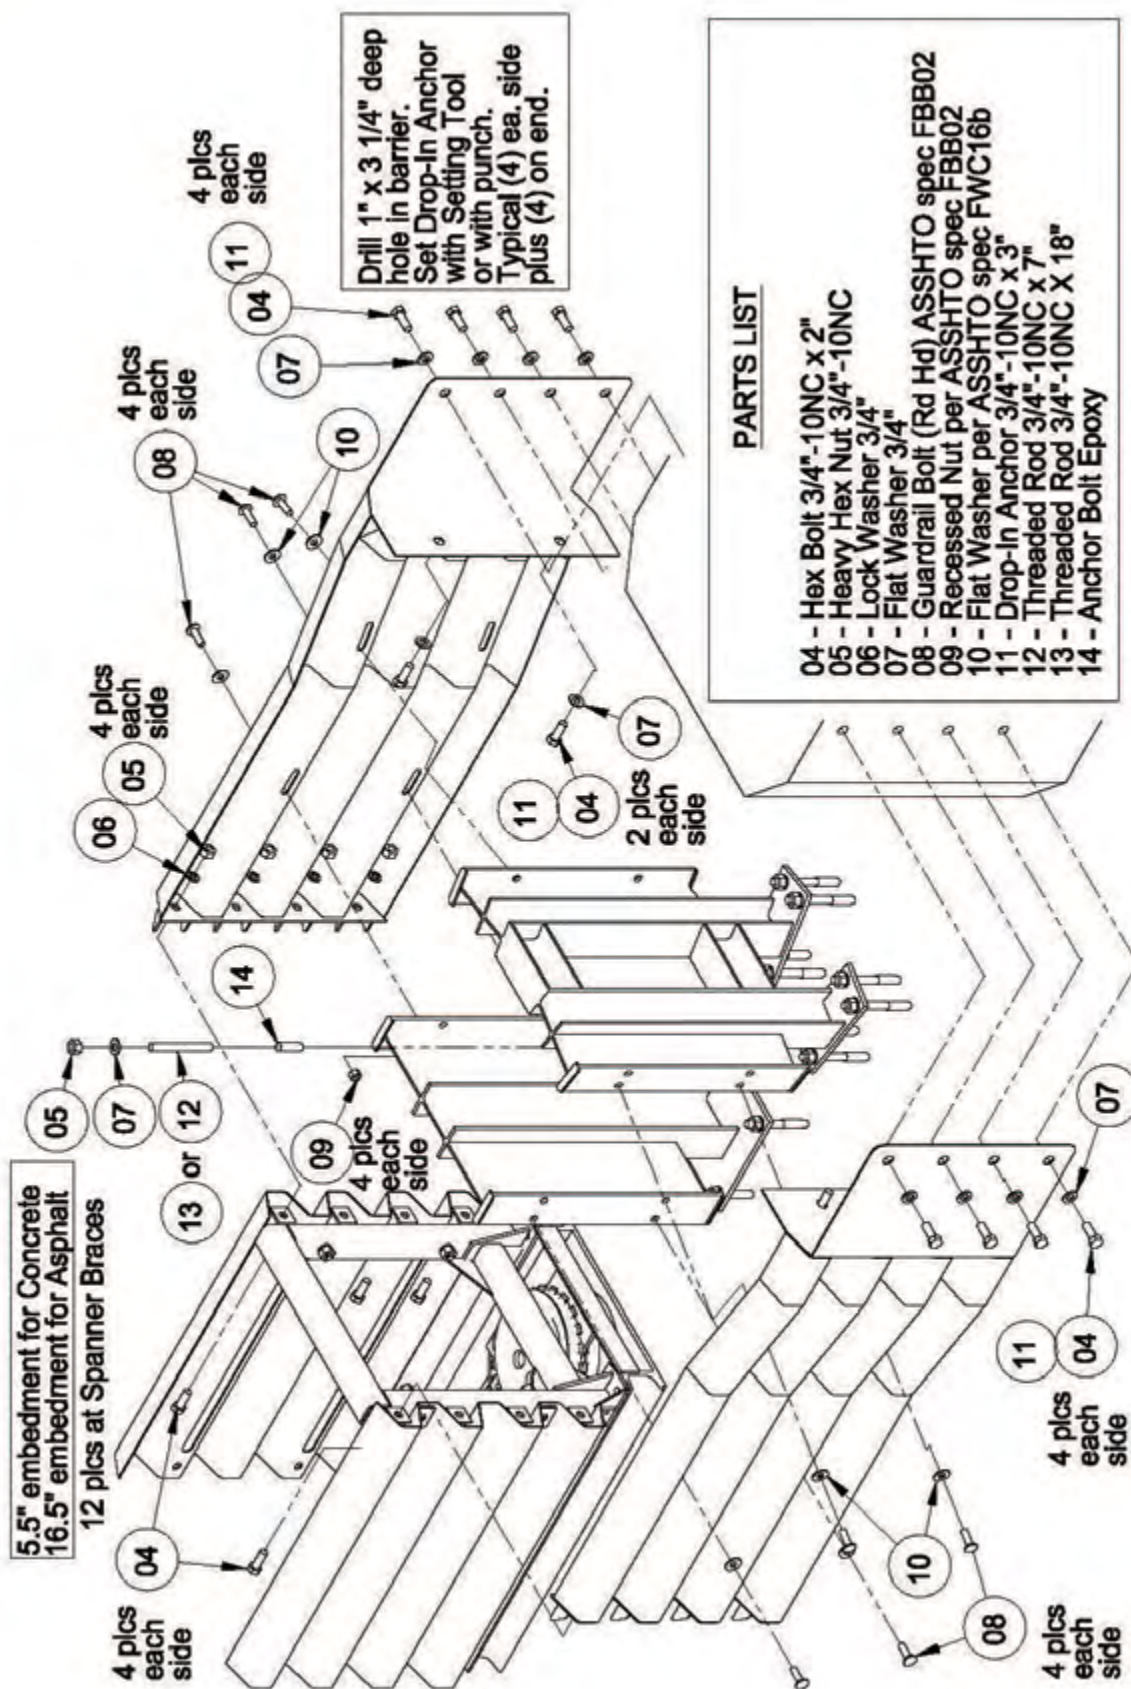 5.5" embedment for Concrete
16.5" embedment for Asphalt
12 plcs at Spanner Braces
05
07
13 or 12
14
04
4 plcs
each
side
09
4 plcs
each
side
06
05
4 plcs
each
side
08
4 plcs
each
side
10
07
04
11
4 plcs
each
side
Drill 1" x 3 1/4" deep
hole in barrier.
Set Drop-In Anchor
with Setting Tool
or with punch.
Typical (4) ea. side
plus (4) on end.
11
04
07
2 plcs
each
side
PARTS LIST
04 - Hex Bolt 3/4"-10NC x 2"
05 - Heavy Hex Nut 3/4"-10NC
06 - Lock Washer 3/4"
07 - Flat Washer 3/4"
08 - Guardrail Bolt (Rd Hd) ASSHTO spec FBB02
09 - Recessed Nut per ASSHTO spec FBB02
10 - Flat Washer per ASSHTO spec FWC16b
11 - Drop-In Anchor 3/4"-10NC x 3"
12 - Threaded Rod 3/4"-10NC x 7"
13 - Threaded Rod 3/4"-10NC X 18"
14 - Anchor Bolt Epoxy
4 plcs
each
side
08
10
4 plcs
each
side
11
04
07